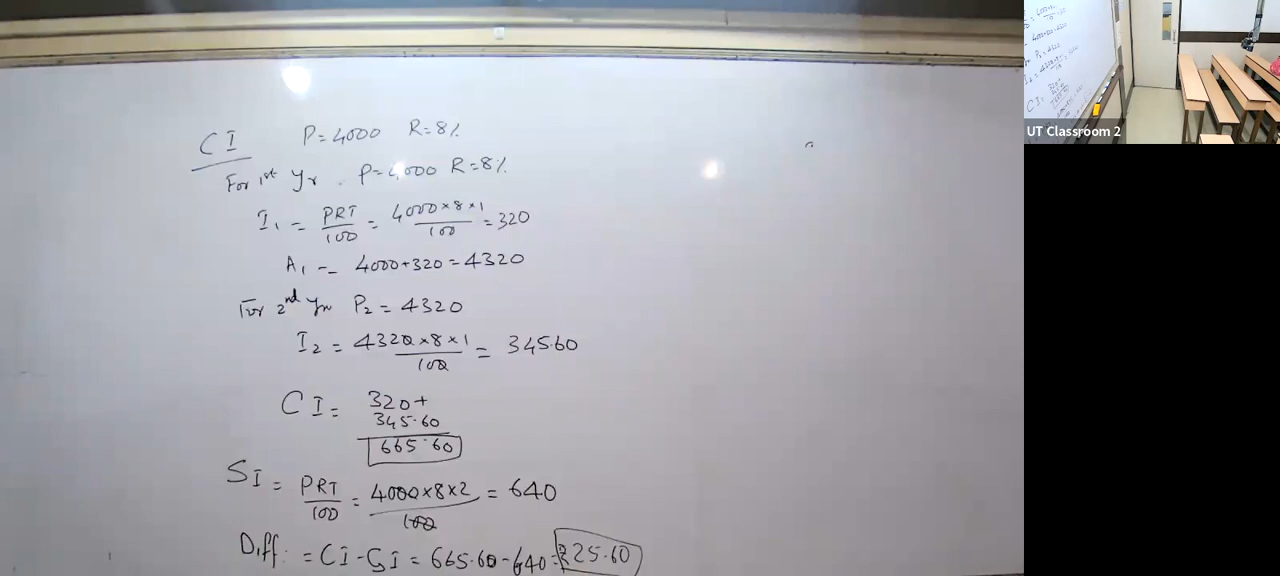 CI P=4000 R=8%
For 1st Yr. P=4000 R=8%.
I₁ = PRT/100 = 4000×8×1/100 = 320
A₁ = 4000+320=4320
For 2nd Yr P₂=4320
I₂ = 4320×8×1/100 = 345.60
CI = 320+
345.60
665.60
SI = PRT/100 = 4000×8×2/100 = 640
Diff. = CI-SI = 665.60-640= ₹25.60
UT Classroom 2